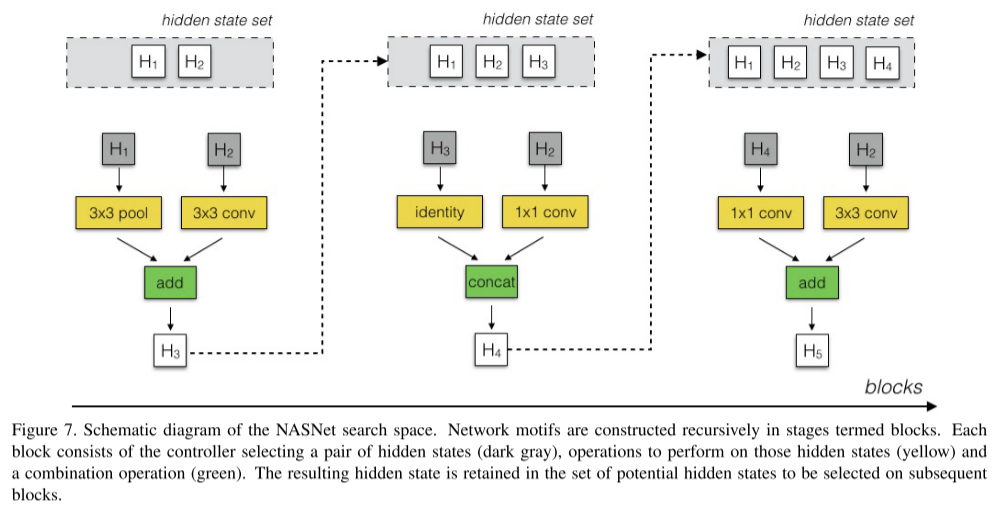 hidden state set
hidden state set
hidden state set
H₁ H₂
H₁ H₂ H₃
H₁ H₂ H₃ H₄
H₁ H₂
H₃ H₂
H₄ H₂
3x3 pool 3x3 conv
identity 1x1 conv
1x1 conv 3x3 conv
add
concat
add
H₃
H₄
H₅
blocks
Figure 7. Schematic diagram of the NASNet search space. Network motifs are constructed recursively in stages termed blocks. Each
block consists of the controller selecting a pair of hidden states (dark gray), operations to perform on those hidden states (yellow) and
a combination operation (green). The resulting hidden state is retained in the set of potential hidden states to be selected on subsequent
blocks.